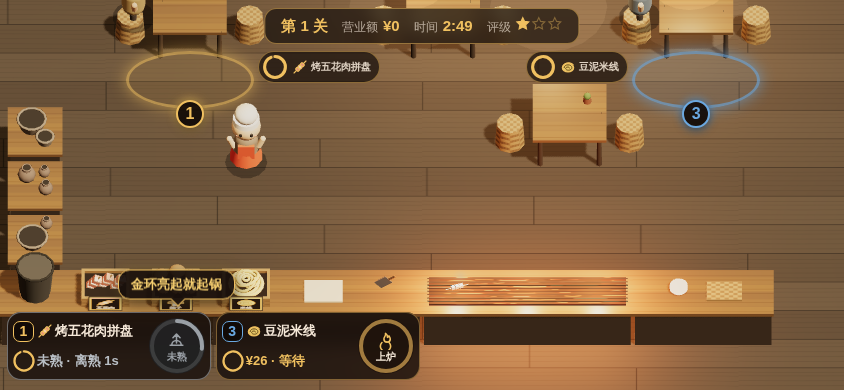 第 1 关 营业额 ¥0 时间 2:49 评级
烤五花肉拼盘
豆泥米线
1
3
金环亮起就起锅
1 烤五花肉拼盘
未熟 · 离熟 1s
未熟
3 豆泥米线
¥26 · 等待
上炉